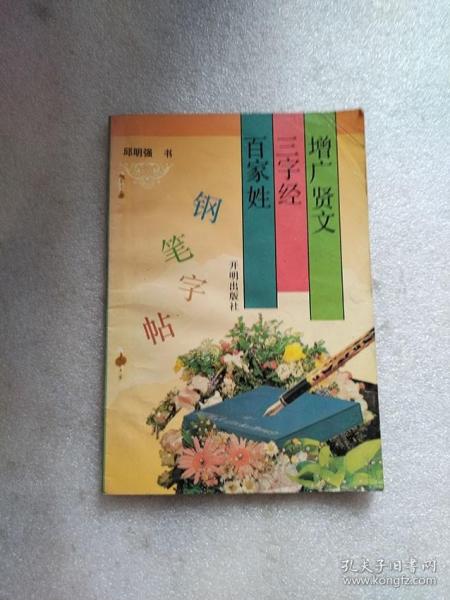 增广贤文
三字经
百家姓
邱明强 书
钢笔字帖
开明出版社
孔夫子旧书网
www.kongfz.com